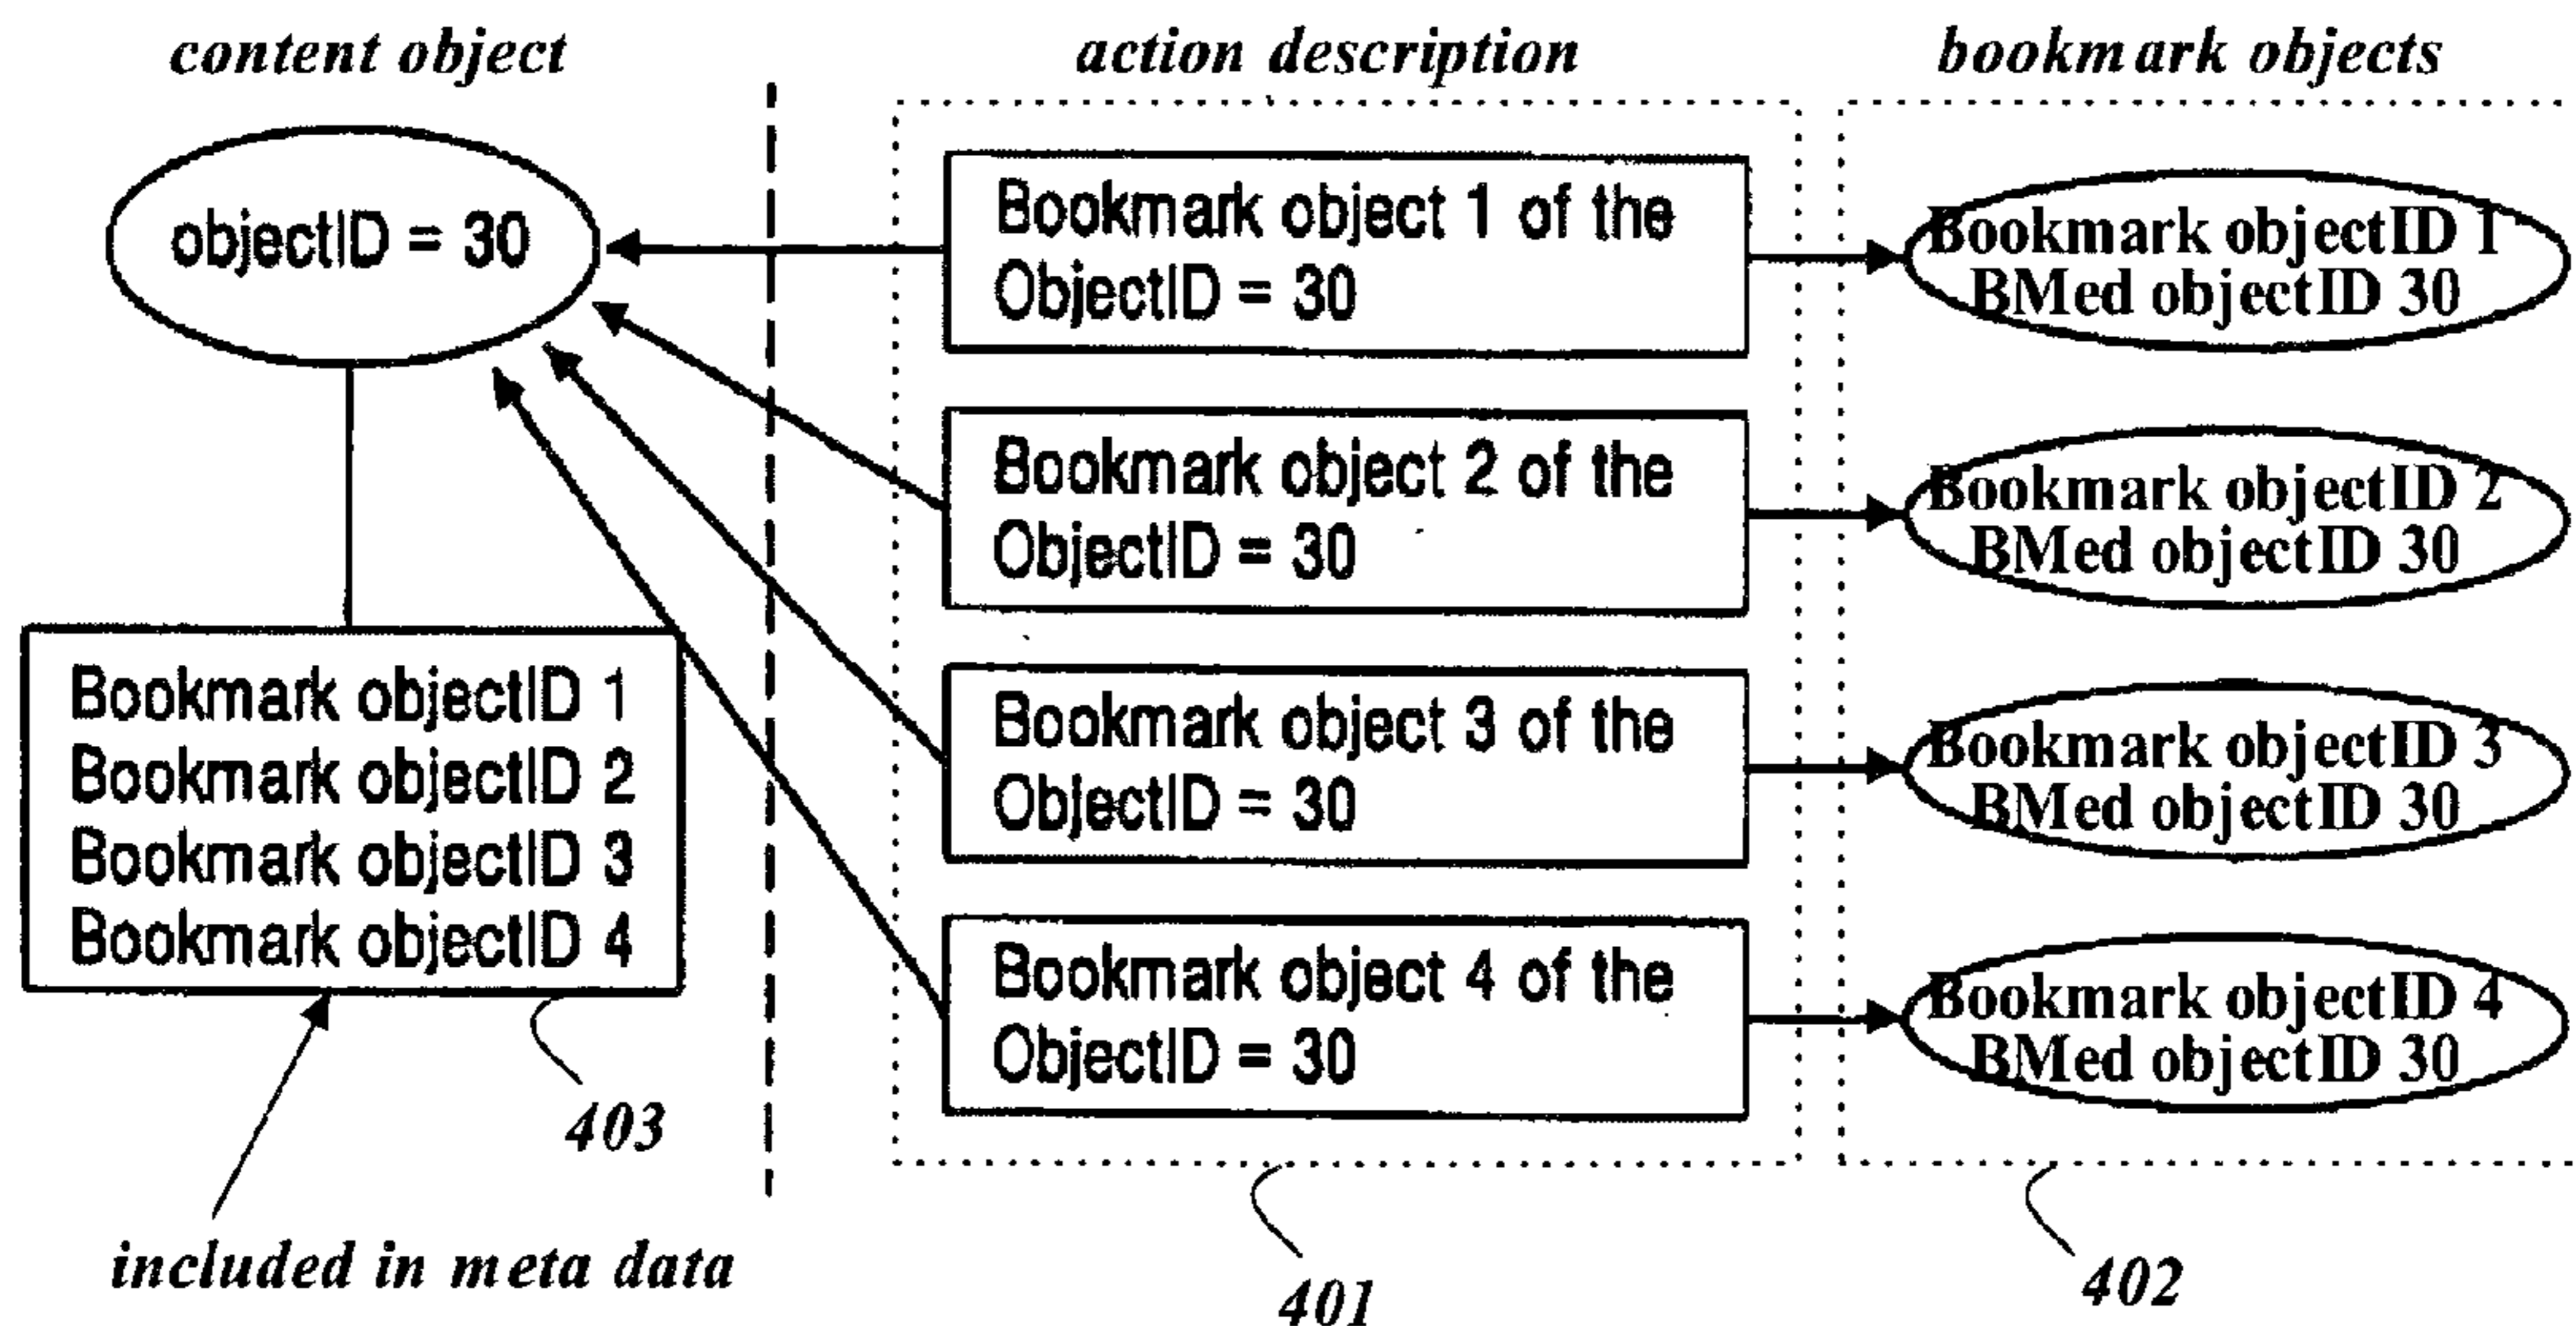 content object
action description
bookmark objects
objectID = 30
Bookmark object 1 of the
ObjectID = 30
Bookmark objectID 1
BMed objectID 30
Bookmark object 2 of the
ObjectID = 30
Bookmark objectID 2
BMed objectID 30
Bookmark objectID 1
Bookmark objectID 2
Bookmark objectID 3
Bookmark objectID 4
Bookmark object 3 of the
ObjectID = 30
Bookmark objectID 3
BMed objectID 30
Bookmark object 4 of the
ObjectID = 30
Bookmark objectID 4
BMed objectID 30
403
included in meta data
401
402